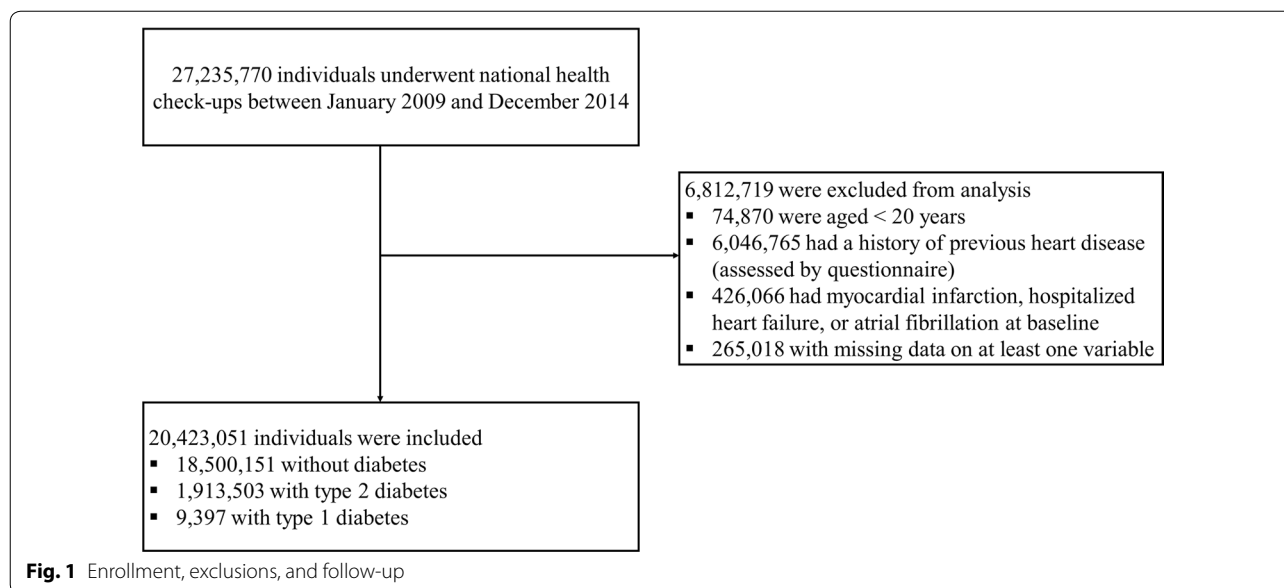 27,235,770 individuals underwent national health
check-ups between January 2009 and December 2014
6,812,719 were excluded from analysis
▪ 74,870 were aged < 20 years
▪ 6,046,765 had a history of previous heart disease
(assessed by questionnaire)
▪ 426,066 had myocardial infarction, hospitalized
heart failure, or atrial fibrillation at baseline
▪ 265,018 with missing data on at least one variable
20,423,051 individuals were included
▪ 18,500,151 without diabetes
▪ 1,913,503 with type 2 diabetes
▪ 9,397 with type 1 diabetes
Fig. 1 Enrollment, exclusions, and follow-up